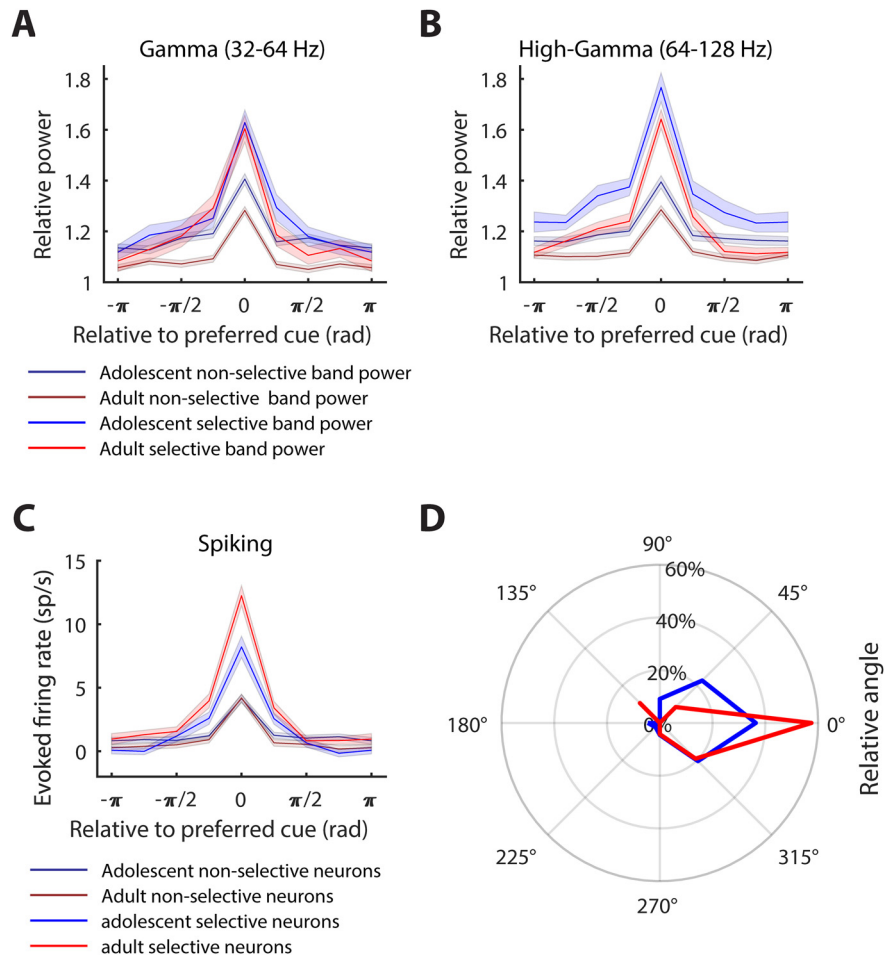 A
Gamma (32-64 Hz)
Relative power
1.8
1.6
1.4
1.2
1
-π
-π/2
0
π/2
π
Relative to preferred cue (rad)
B
High-Gamma (64-128 Hz)
Relative power
1.8
1.6
1.4
1.2
1
-π
-π/2
0
π/2
π
Relative to preferred cue (rad)
Adolescent non-selective band power
Adult non-selective band power
Adolescent selective band power
Adult selective band power
C
Spiking
Evoked firing rate (sp/s)
15
10
5
0
-π
-π/2
0
π/2
π
Relative to preferred cue (rad)
Adolescent non-selective neurons
Adult non-selective neurons
adolescent selective neurons
adult selective neurons
D
90°
60%
135°
45°
40%
20%
180°
0%
0°
225°
315°
270°
Relative angle